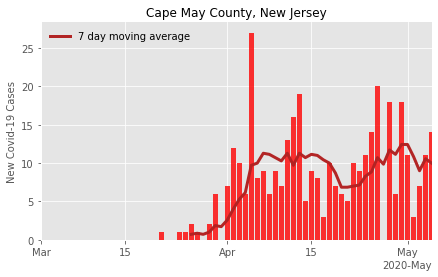 Cape May County, New Jersey
7 day moving average
New Covid-19 Cases
25
20
15
10
5
0
Mar
15
Apr
15
May
2020-May